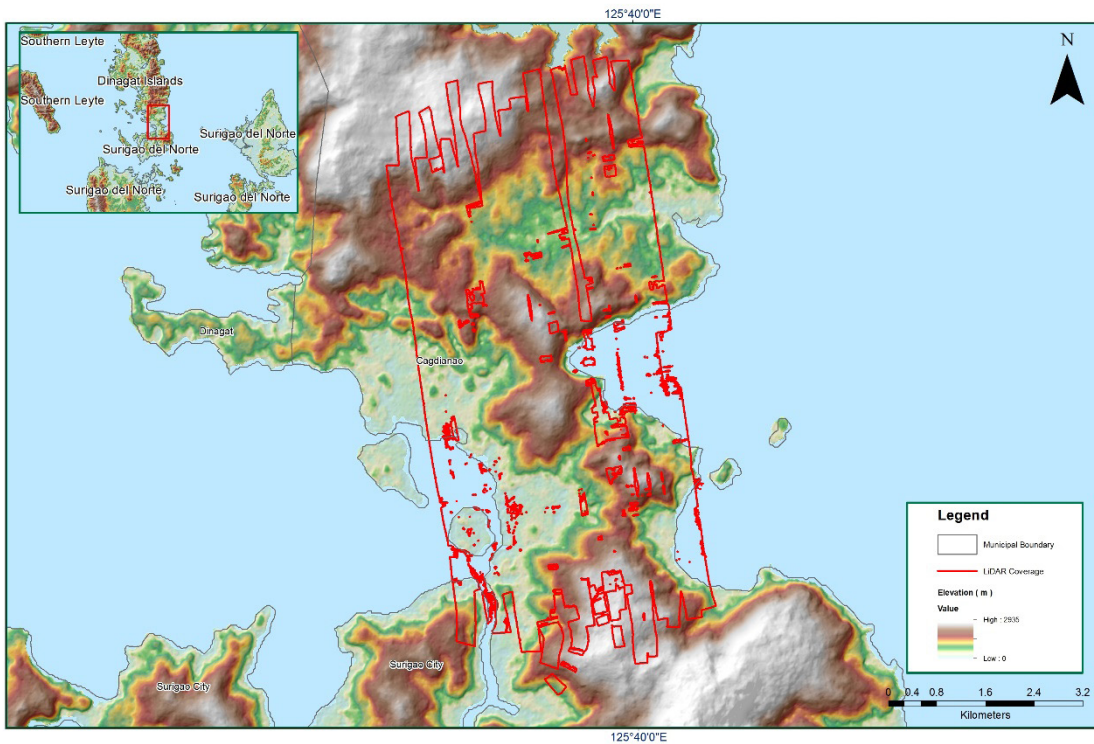 125°40'0"E
Southern Leyte
Dinagat Islands
Southern Leyte
Surigao del Norte
Surigao del Norte
Surigao del Norte
Surigao del Norte
N
Dinagat
Cagdianao
Surigao City
Surigao City
Legend
Municipal Boundary
LiDAR Coverage
Elevation ( m )
Value
High : 2935
Low : 0
0 0.4 0.8 1.6 2.4 3.2
Kilometers
125°40'0"E